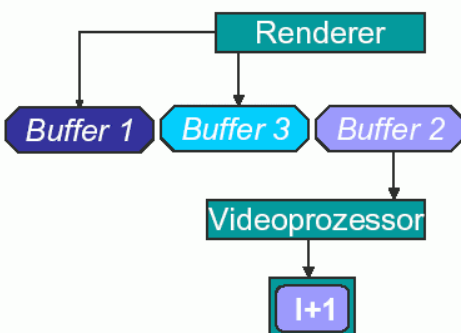 Renderer
Buffer 1
Buffer 3
Buffer 2
Videoprozessor
I+1